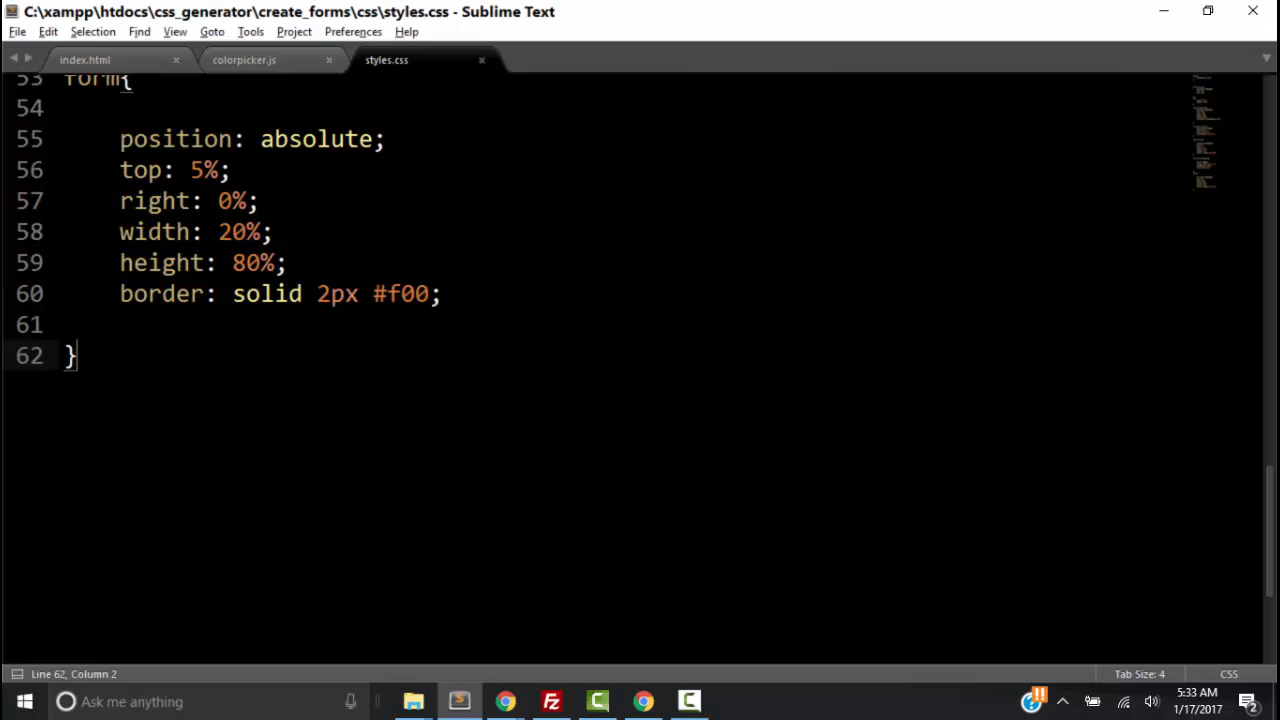 C:\xampp\htdocs\css_generator\create_forms\css\styles.css - Sublime Text
File Edit Selection Find View Goto Tools Project Preferences Help
index.html colorpicker.js styles.css
53 form{
54
55 position: absolute;
56 top: 5%;
57 right: 0%;
58 width: 20%;
59 height: 80%;
60 border: solid 2px #f00;
61
62 }
Line 62, Column 2 Tab Size: 4 CSS
Ask me anything
5:33 AM
1/17/2017
2